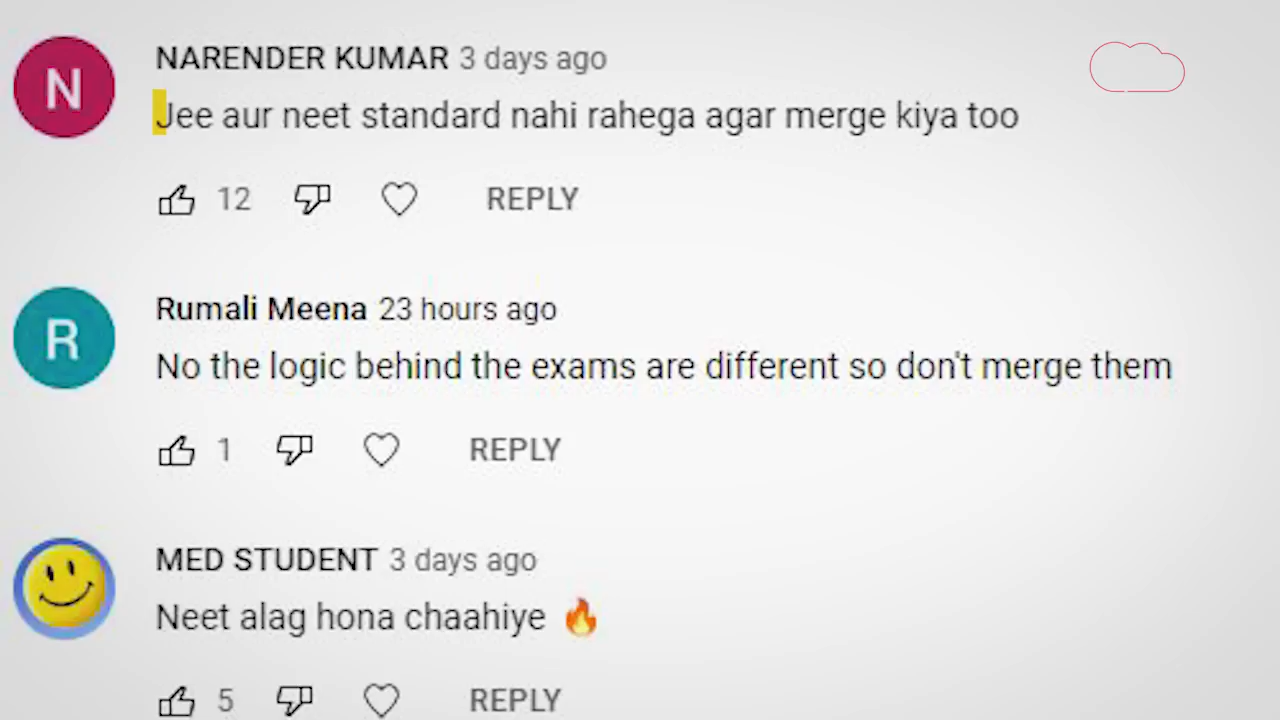 N
NARENDER KUMAR 3 days ago
Jee aur neet standard nahi rahega agar merge kiya too
12 REPLY
R
Rumali Meena 23 hours ago
No the logic behind the exams are different so don't merge them
1 REPLY
MED STUDENT 3 days ago
Neet alag hona chaahiye 🔥
5 REPLY